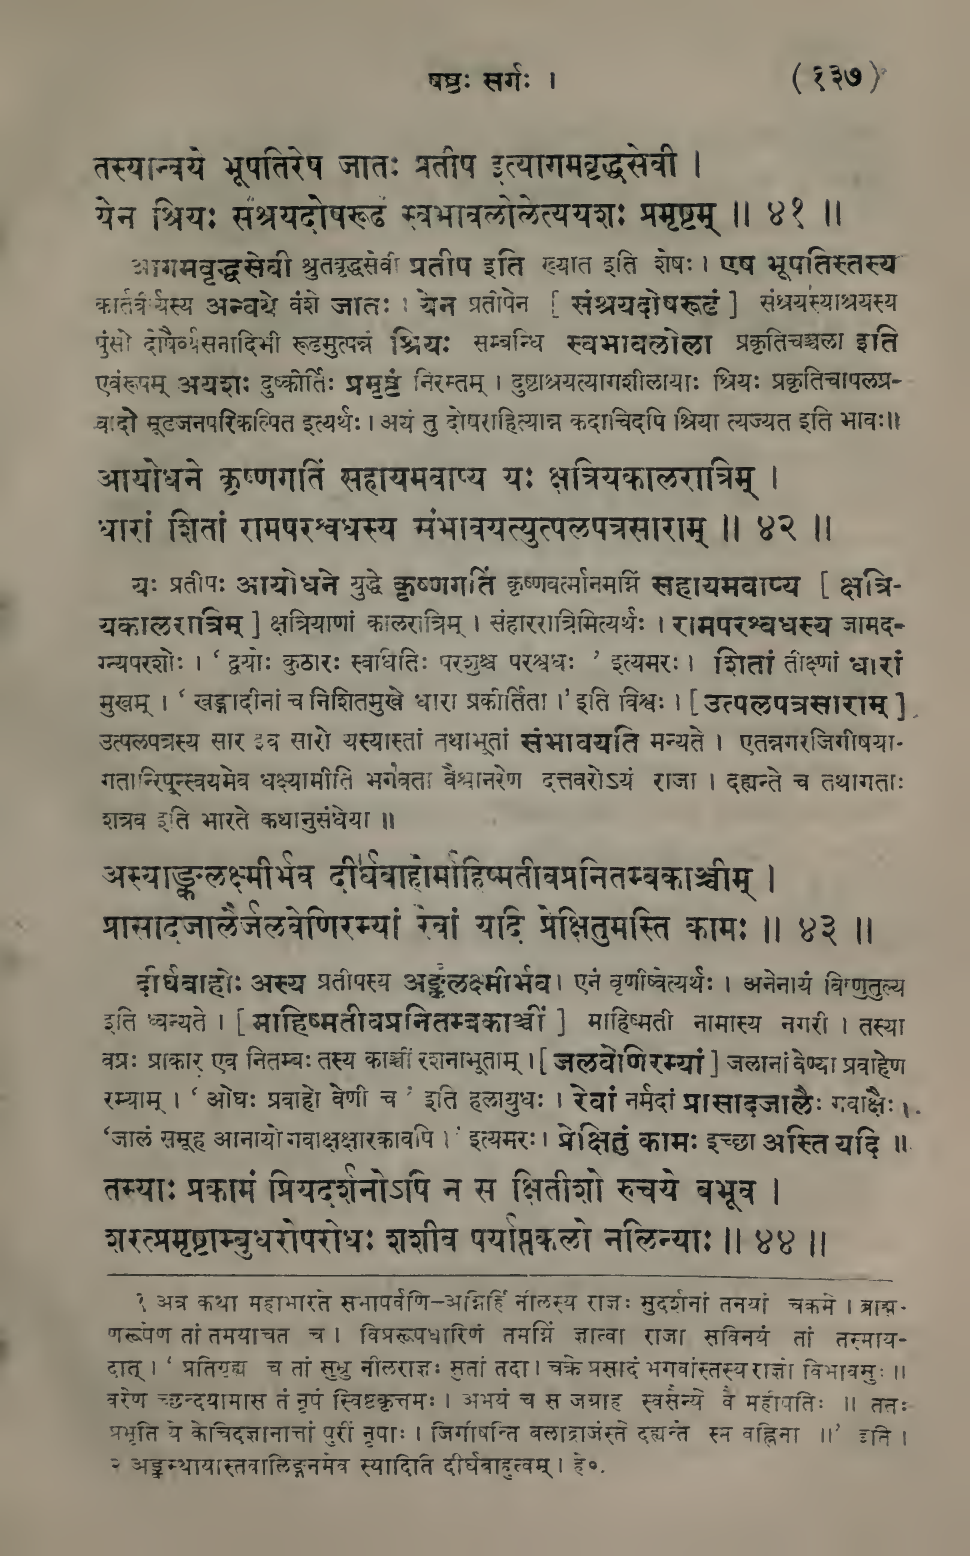 षष्ठः सर्गः ।
(१३७)
तस्यान्वये भूपतिरेष जातः प्रतीप इत्यागमवृद्धसेवी ।
येन श्रियः संश्रयदोषरूढं स्वभावलोलेत्ययशः प्रमृष्टम् ॥ ४१ ॥
आगमवृद्धसेवी श्रुतवृद्धसेवी प्रतीप इति ख्यात इति शेषः । एष भूपतिस्तस्य
कार्तवीर्यस्य अन्वये वंशे जातः । येन प्रतीपेन [ संश्रयदोषरूढं ] संश्रयस्याश्रयस्य
पुंसो दोषैर्व्यसनादिभी रूढमुत्पन्नं श्रियः सम्बन्धि स्वभावलोला प्रकृतिचञ्चला इति
एवंरूपम् अयशः दुष्कीर्तिः प्रमृष्टं निरस्तम् । दुष्टाश्रयत्यागशीलायाः श्रियः प्रकृतिचापलप्र-
वादो मूढजनपरिकल्पित इत्यर्थः । अयं तु दोषराहित्यान्न कदाचिदपि श्रिया त्यज्यत इति भावः॥
आयोधने कृष्णगतिं सहायमवाप्य यः क्षत्रियकालरात्रिम् ।
धारां शितां रामपरश्वधस्य संभावयत्युत्पलपत्रसाराम् ॥ ४२ ॥
यः प्रतीपः आयोधने युद्धे कृष्णगतिं कृष्णवर्त्मानमग्निं सहायमवाप्य [ क्षत्रि-
यकालरात्रिम् ] क्षत्रियाणां कालरात्रिम् । संहाररात्रिमित्यर्थः । रामपरश्वधस्य जामद-
ग्न्यपरशोः । ‘ द्वयोः कुठारः स्वधितिः परशुश्च परश्वधः ’ इत्यमरः । शितां तीक्ष्णां धारां
मुखम् । ‘ खड्गादीनां च निशितमुखे धारा प्रकीर्तिता ।’ इति विश्वः । [ उत्पलपत्रसाराम् ]
उत्पलपत्रस्य सार इव सारो यस्यास्तां तथाभूतां संभावयति मन्यते । एतन्नगरजिगीषया-
गतान्रिपून्स्वयमेव धक्ष्यामीति भगवता वैश्वानरेण दत्तवरोऽयं राजा । दह्यन्ते च तथागताः
शत्रव इति भारते कथानुसंधेया ॥
अस्याङ्कलक्ष्मीर्भव दीर्घबाहोर्माहिष्मतीवप्रनितम्बकाञ्चीम् ।
प्रासादजालैर्जलवेणिरम्यां रेवां यदि प्रेक्षितुमस्ति कामः ॥ ४३ ॥
दीर्घबाहोः अस्य प्रतीपस्य अङ्कलक्ष्मीर्भव । एनं वृणीष्वेत्यर्थः । अनेनायं विष्णुतुल्य
इति ध्वन्यते । [ माहिष्मतीवप्रनितम्बकाञ्चीं ] माहिष्मती नामास्य नगरी । तस्या
वप्रः प्राकार एव नितम्बः तस्य काञ्चीं रशनाभूताम् । [ जलवेणिरम्यां ] जलानां वेण्या प्रवाहेण
रम्याम् । ‘ ओघः प्रवाहो वेणी च ’ इति हलायुधः । रेवां नर्मदां प्रासादजालैः गवाक्षैः ।
‘जालं समूह आनायो गवाक्षक्षारकावपि ।’ इत्यमरः । प्रेक्षितुं कामः इच्छा अस्ति यदि ॥
तस्याः प्रकामं प्रियदर्शनोऽपि न स क्षितीशो रुचये बभूव ।
शरत्प्रमृष्टाम्बुधरोपरोधः शशीव पर्याप्तकलो नलिन्याः ॥ ४४ ॥
१ अत्र कथा महाभारते सभापर्वणि–अग्निर्हि नीलस्य राज्ञः सुदर्शनां तनयां चकमे । ब्राह्म-
णरूपेण तां तमयाचत च । विप्ररूपधारिणं तमग्निं ज्ञात्वा राजा सविनयं तां तस्माय-
दात् । ‘ प्रतिगृह्य च तां सुभ्रु नीलराज्ञः सुतां तदा । चक्रे प्रसादं भगवांस्तस्य राज्ञो विभावसुः ॥
वरेण च्छन्दयामास तं नृपं स्विष्टकृत्तमः । अभयं च स जग्राह स्वसैन्ये वै महीपतिः ॥ ततः
प्रभृति ये केचिदज्ञानात्तां पुरीं नृपाः । जिगीषन्ति बलाद्राजंस्ते दह्यन्ते स्म वह्निना ॥’ इति ।
२ अङ्कस्थायास्तवालिङ्गनमेव स्यादिति दीर्घबाहुत्वम् । हे०.